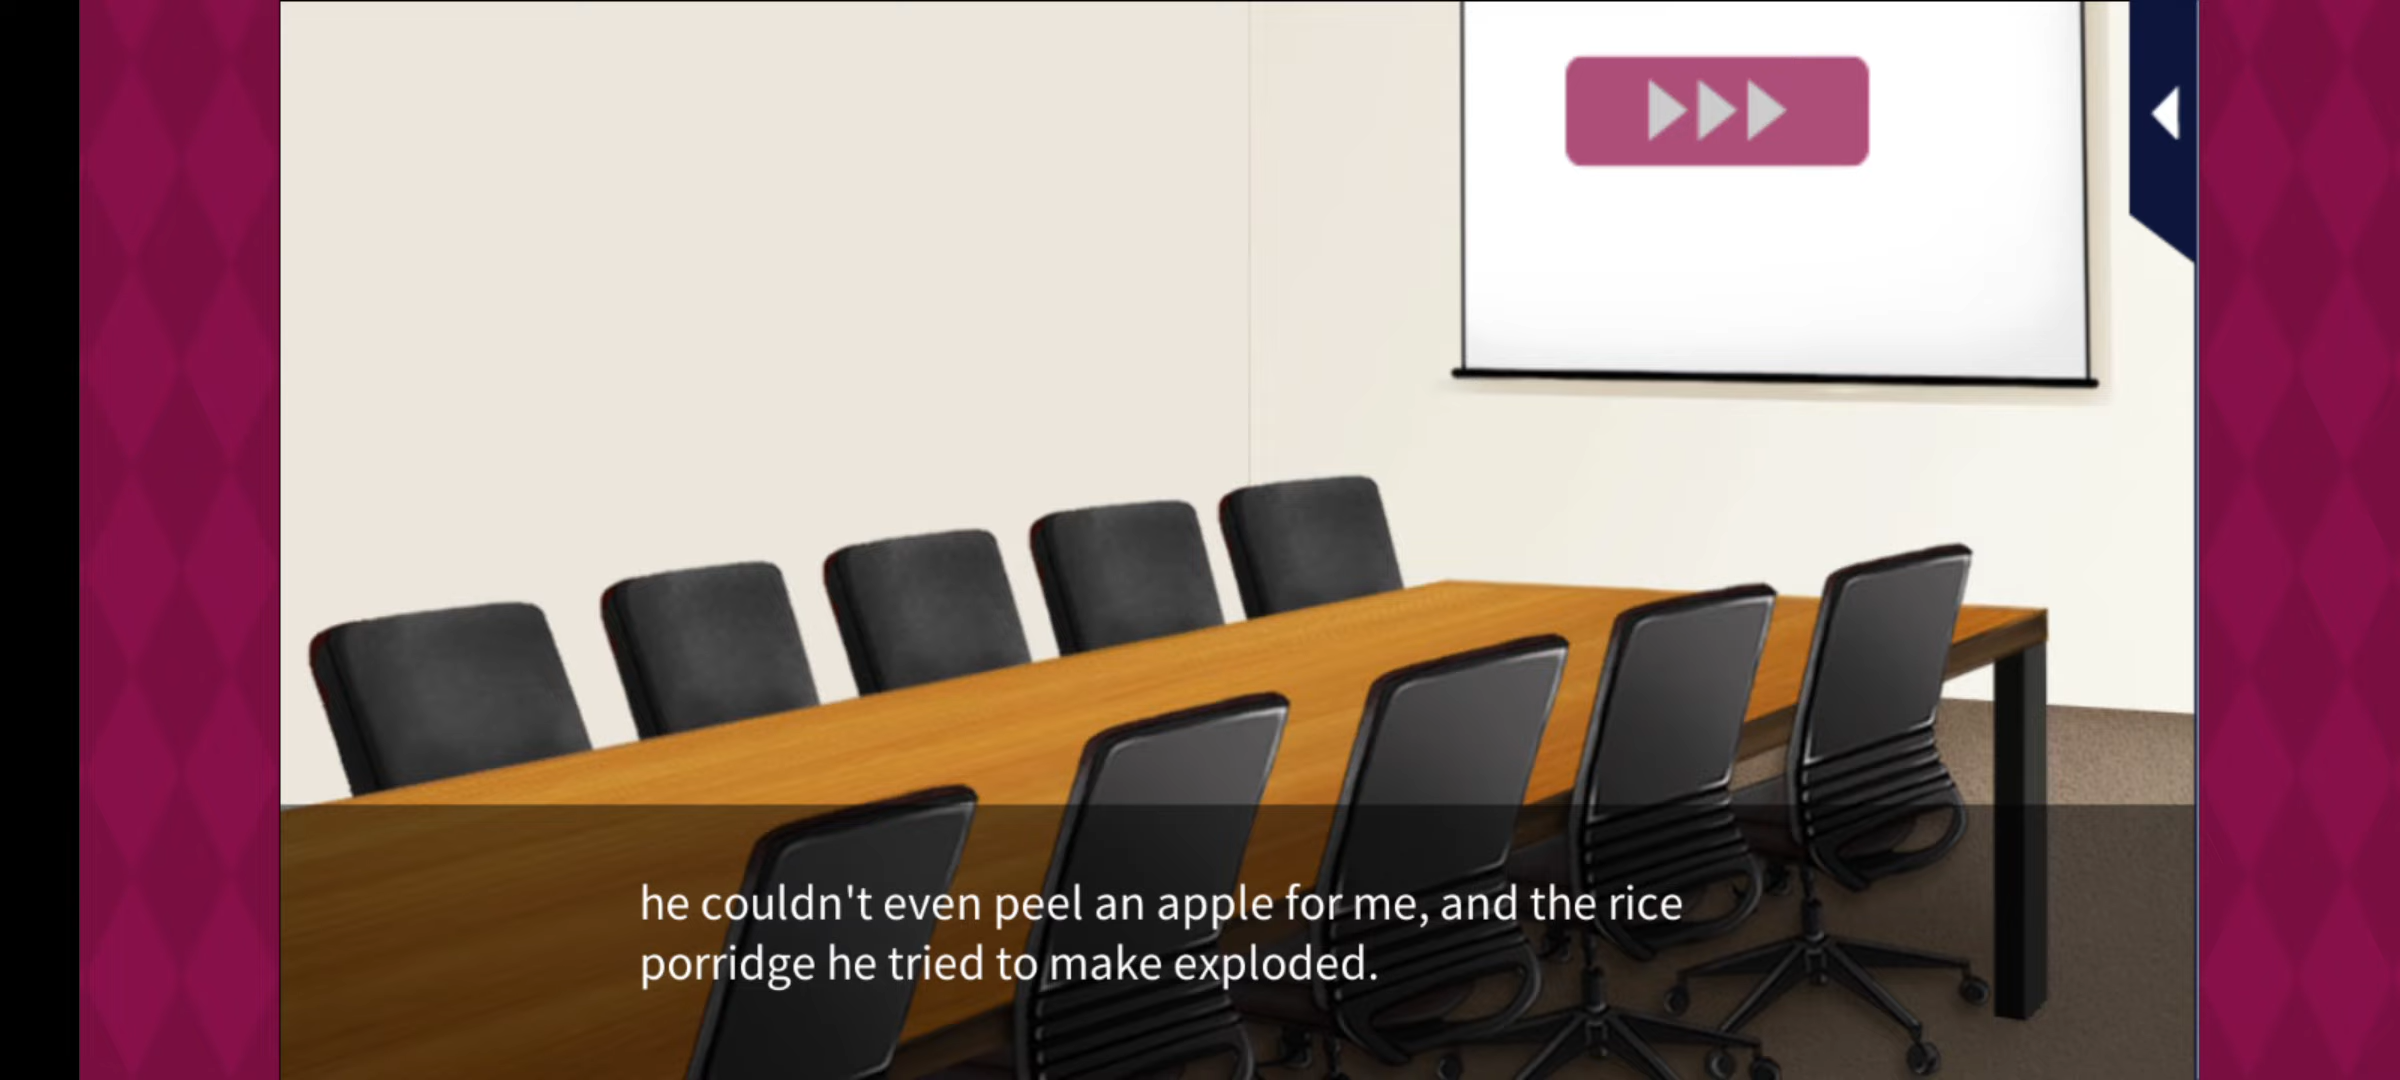 he couldn't even peel an apple for me, and the rice
porridge he tried to make exploded.